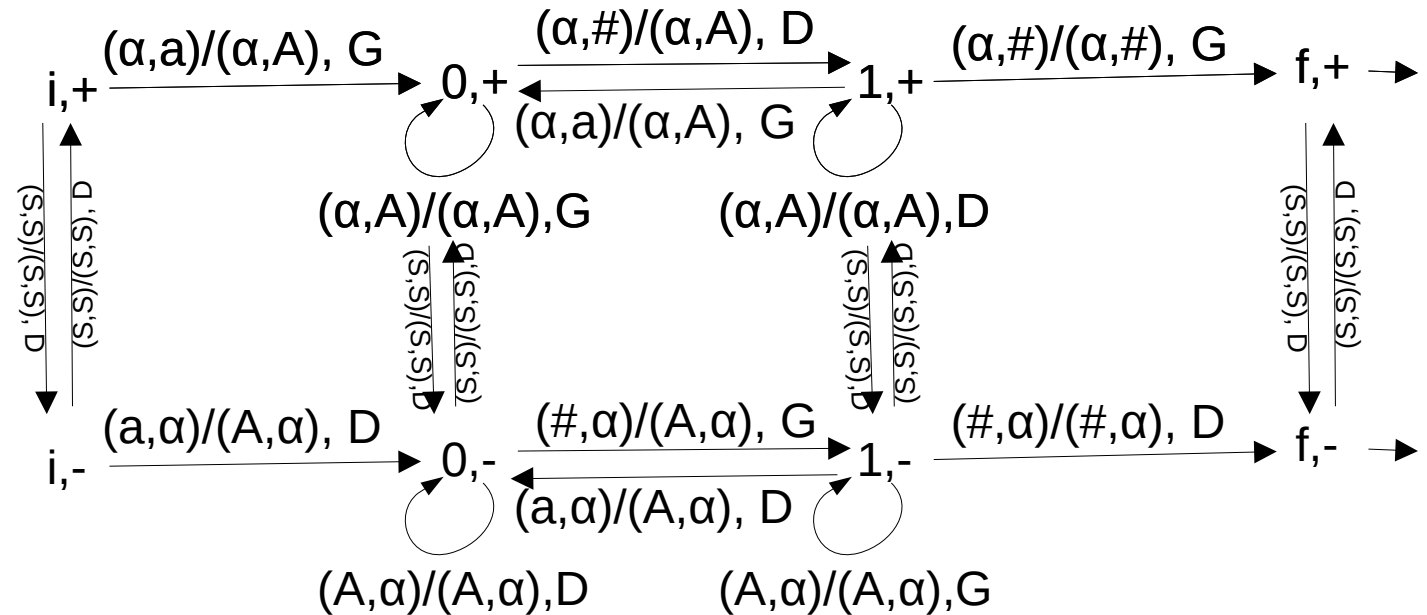 (α,a)/(α,A), G
(α,#)/(α,A), D
(α,#)/(α,#), G
i,+
0,+
1,+
f,+
(α,a)/(α,A), G
(α,A)/(α,A),G
(α,A)/(α,A),D
(S,S)/(S,S), D
(S,S)/(S,S), D
(S,S)/(S,S),D
(S,S)/(S,S),D
(S,S)/(S,S),D
(S,S)/(S,S),D
(S,S)/(S,S), D
(S,S)/(S,S), D
(a,α)/(A,α), D
(#,α)/(A,α), G
(#,α)/(#,α), D
i,-
0,-
1,-
f,-
(a,α)/(A,α), D
(A,α)/(A,α),D
(A,α)/(A,α),G